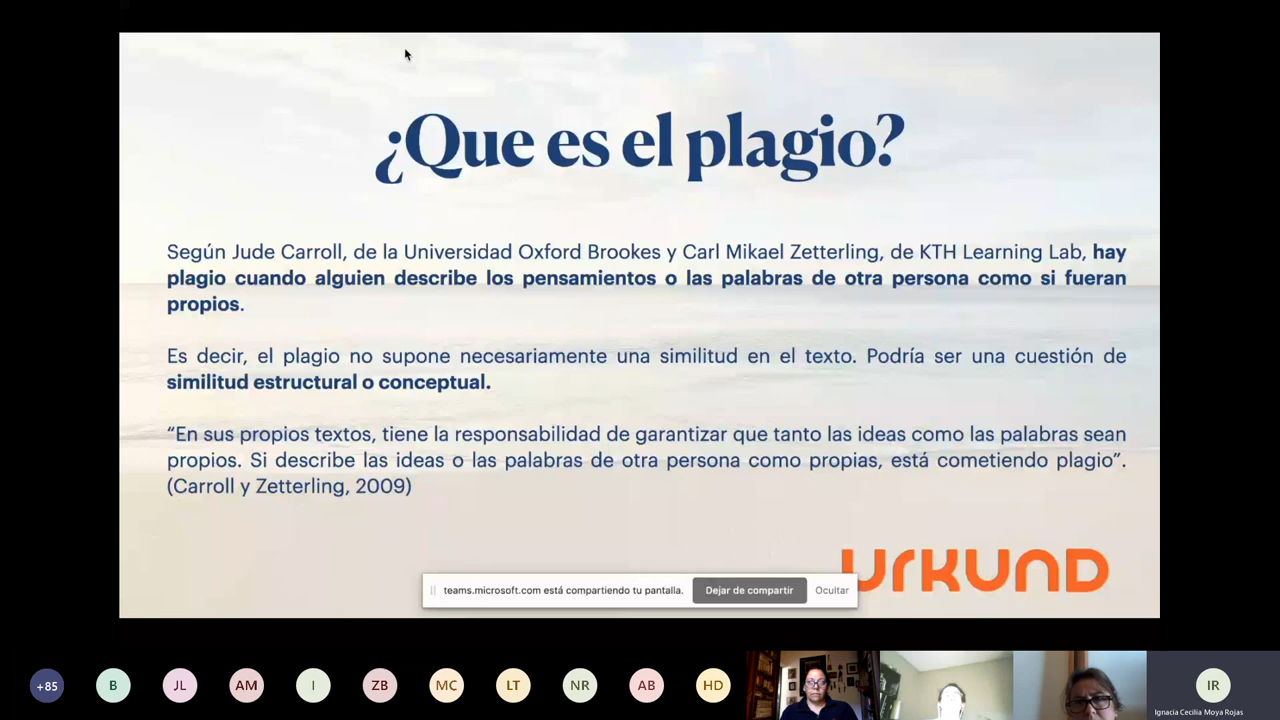 ¿Que es el plagio?
Según Jude Carroll, de la Universidad Oxford Brookes y Carl Mikael Zetterling, de KTH Learning Lab, hay
plagio cuando alguien describe los pensamientos o las palabras de otra persona como si fueran
propios.
Es decir, el plagio no supone necesariamente una similitud en el texto. Podría ser una cuestión de
similitud estructural o conceptual.
“En sus propios textos, tiene la responsabilidad de garantizar que tanto las ideas como las palabras sean
propios. Si describe las ideas o las palabras de otra persona como propias, está cometiendo plagio”.
(Carroll y Zetterling, 2009)
URKUND
teams.microsoft.com está compartiendo tu pantalla. Dejar de compartir Ocultar
+85 B JL AM I ZB MC LT NR AB HD IR
Ignacia Cecilia Moya Rojas